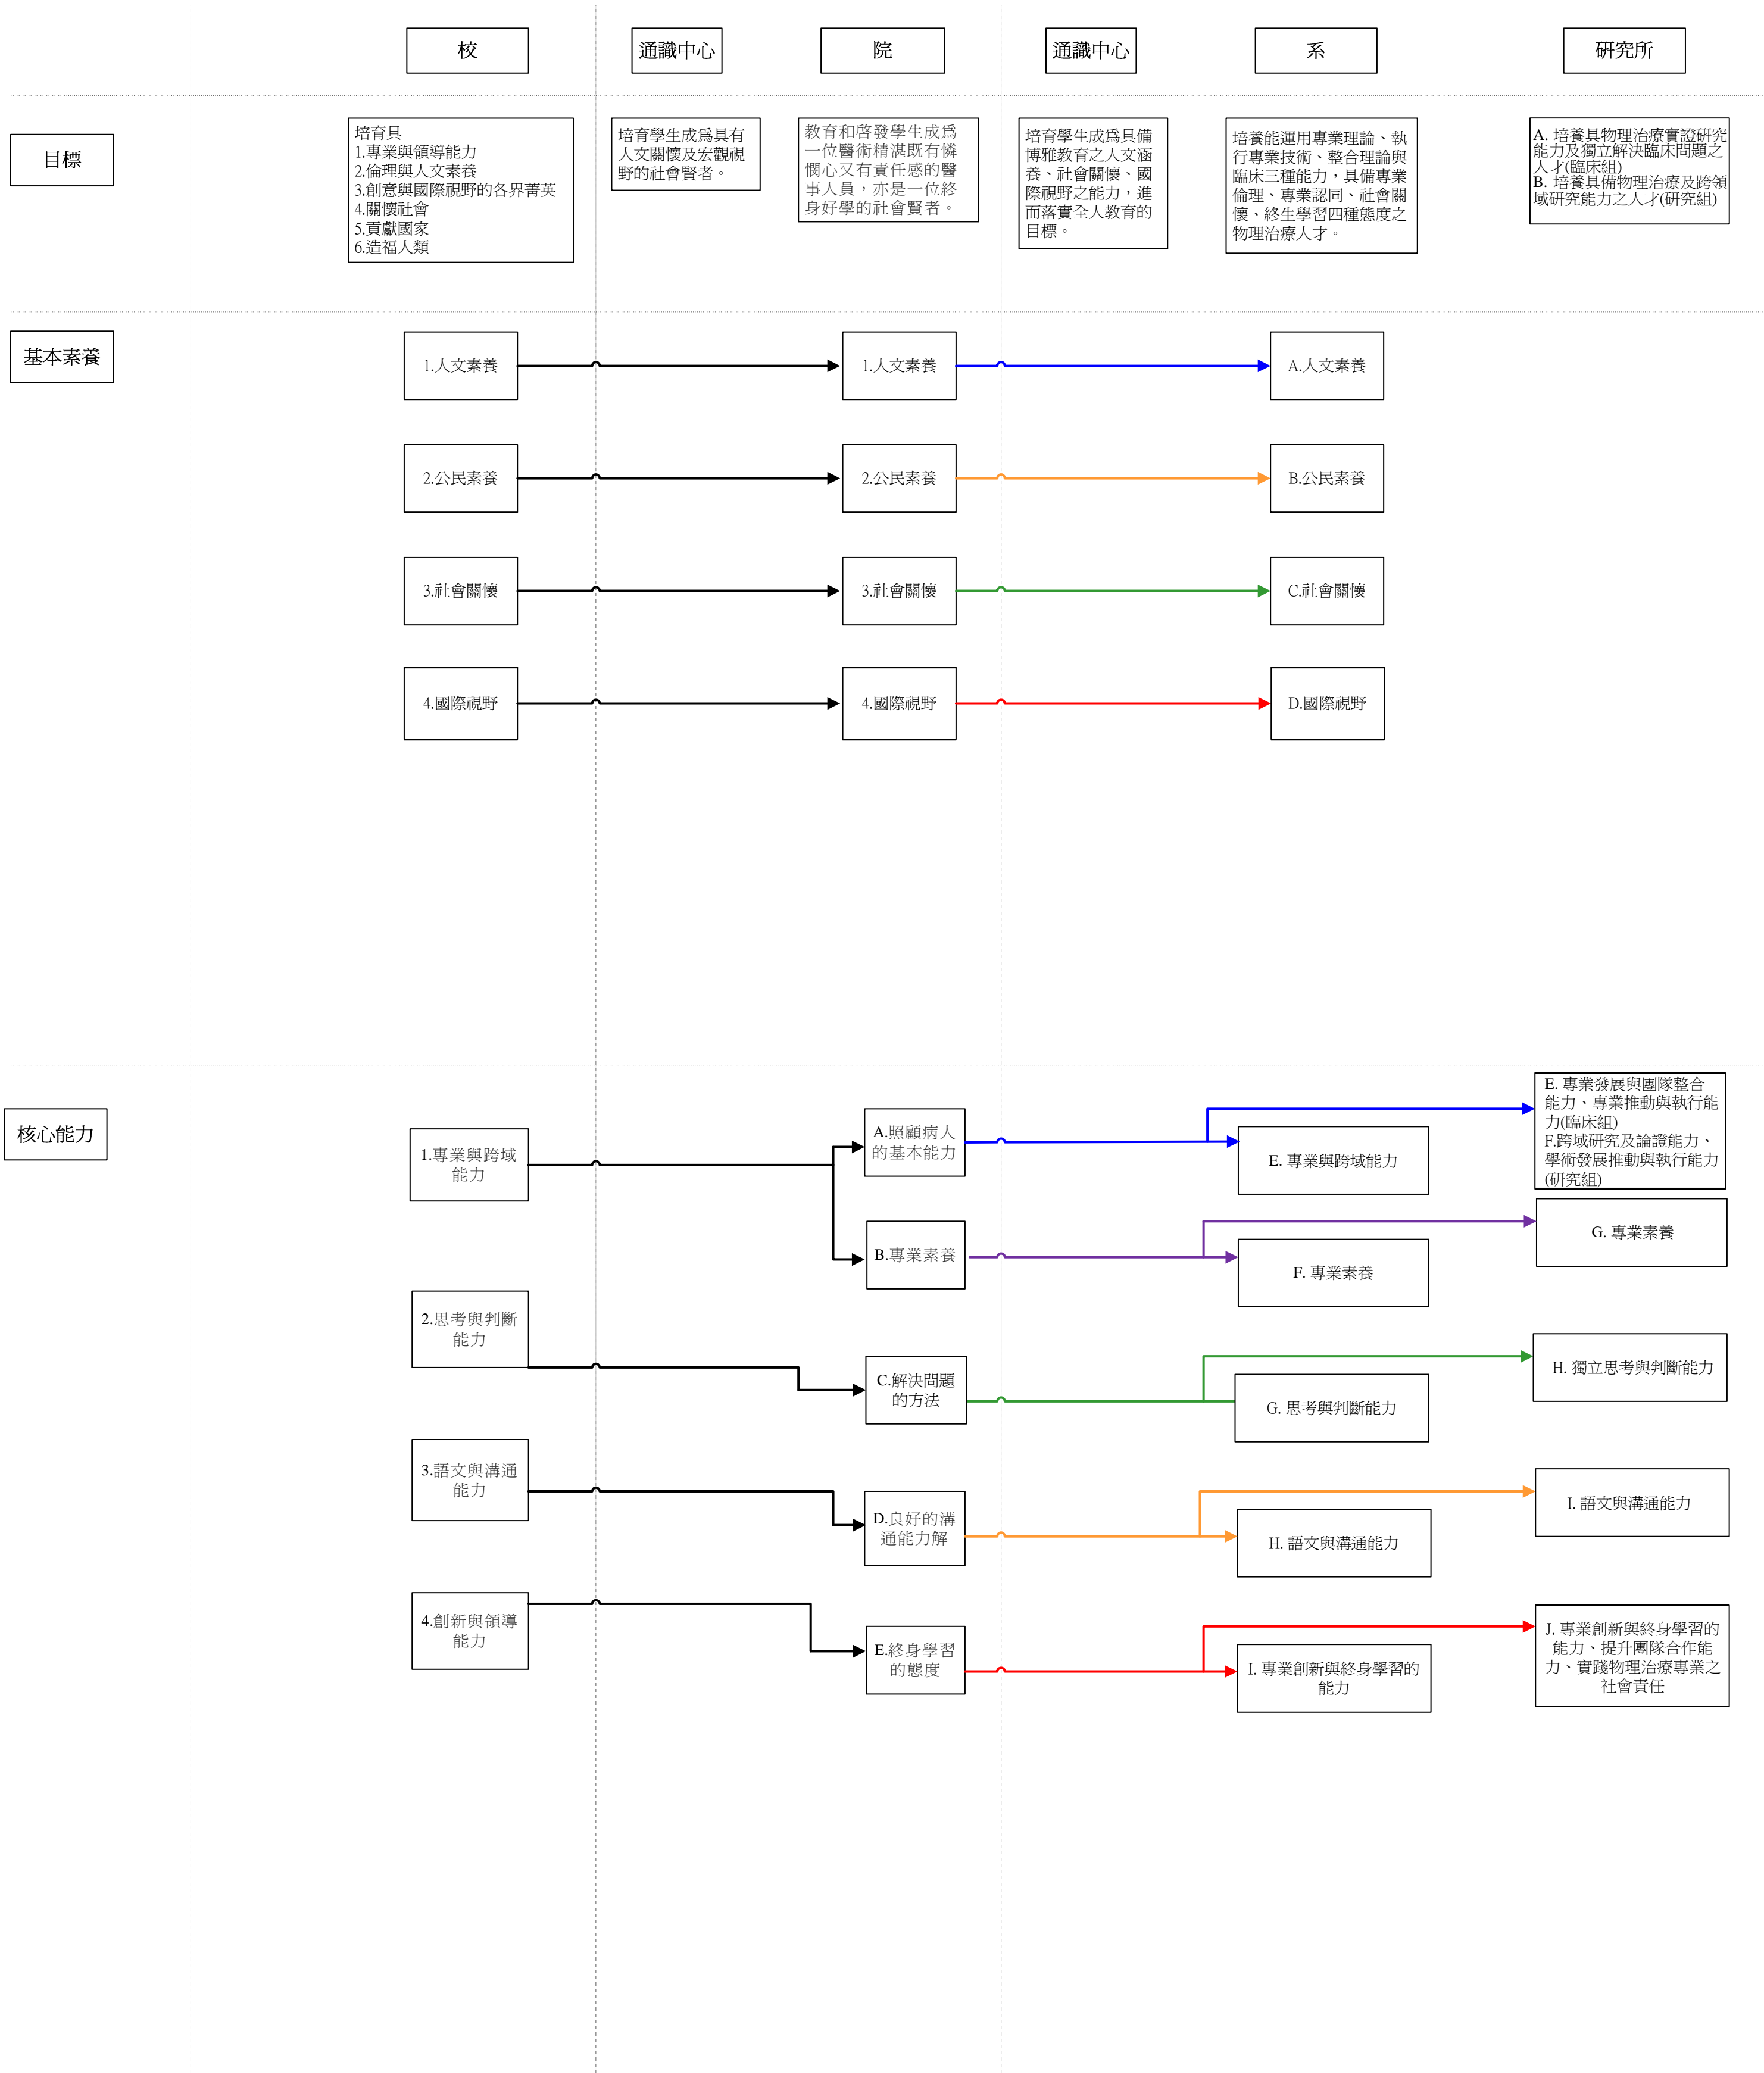 校
通識中心
院
通識中心
系
研究所
目標
培育具
1.專業與領導能力
2.倫理與人文素養
3.創意與國際視野的各界菁英
4.關懷社會
5.貢獻國家
6.造福人類
培育學生成為具有
人文關懷及宏觀視
野的社會賢者。
教育和啓發學生成為
一位醫術精湛既有憐
憫心又有責任感的醫
事人員，亦是一位終
身好學的社會賢者。
培育學生成為具備
博雅教育之人文涵
養、社會關懷、國
際視野之能力，進
而落實全人教育的
目標。
培養能運用專業理論、執
行專業技術、整合理論與
臨床三種能力，具備專業
倫理、專業認同、社會關
懷、終生學習四種態度之
物理治療人才。
A. 培養具物理治療實證研究
能力及獨立解決臨床問題之
人才(臨床組)
B. 培養具備物理治療及跨領
域研究能力之人才(研究組)
基本素養
1.人文素養
1.人文素養
A.人文素養
2.公民素養
2.公民素養
B.公民素養
3.社會關懷
3.社會關懷
C.社會關懷
4.國際視野
4.國際視野
D.國際視野
核心能力
1.專業與跨域
能力
A.照顧病人
的基本能力
E. 專業與跨域能力
E. 專業發展與團隊整合
能力、專業推動與執行能
力(臨床組)
F.跨域研究及論證能力、
學術發展推動與執行能力
(研究組)
B.專業素養
F. 專業素養
G. 專業素養
2.思考與判斷
能力
C.解決問題
的方法
G. 思考與判斷能力
H. 獨立思考與判斷能力
3.語文與溝通
能力
D.良好的溝
通能力解
H. 語文與溝通能力
I. 語文與溝通能力
4.創新與領導
能力
E.終身學習
的態度
I. 專業創新與終身學習的
能力
J. 專業創新與終身學習的
能力、提升團隊合作能
力、實踐物理治療專業之
社會責任